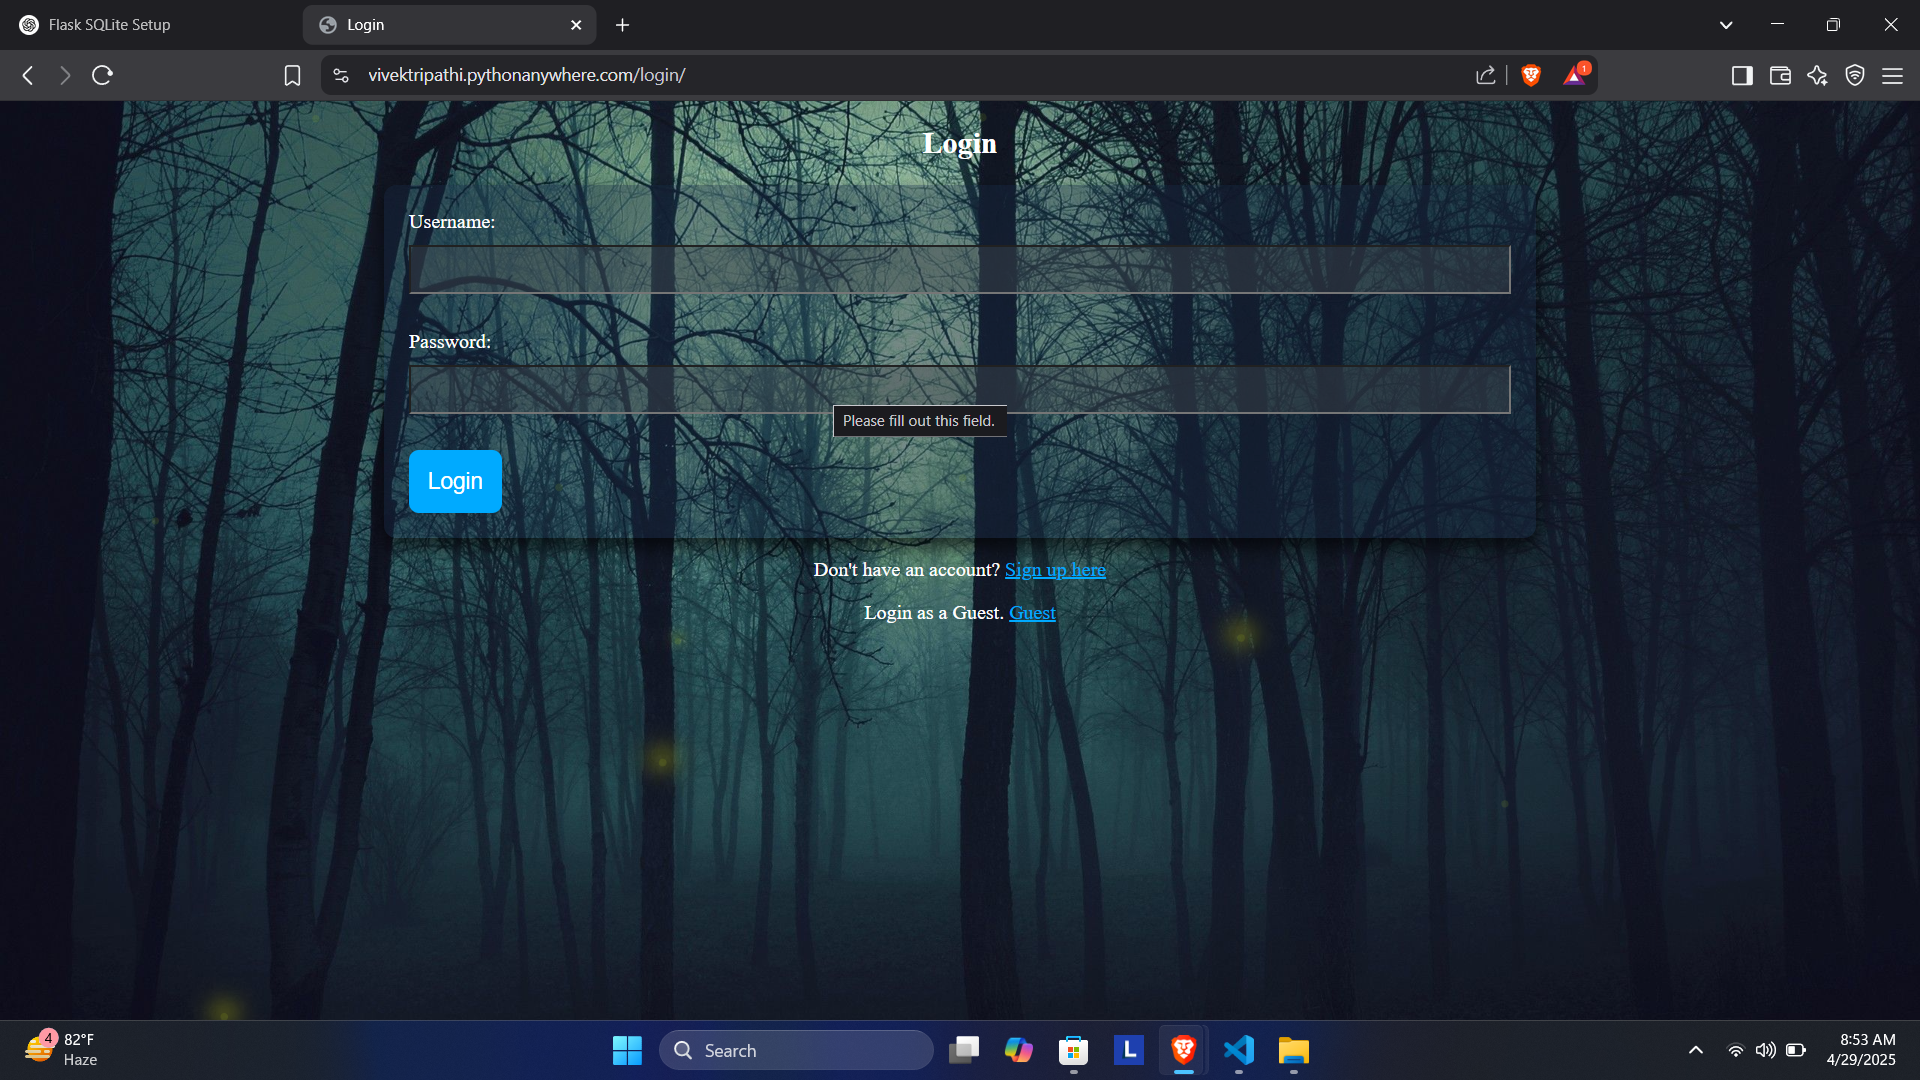 Flask SQLite Setup
Login
vivektripathi.pythonanywhere.com/login/
1
Login
Username:
Password:
Please fill out this field.
Login
Don't have an account? Sign up here
Login as a Guest. Guest
4
82°F
Haze
Search
L
8:53 AM
4/29/2025